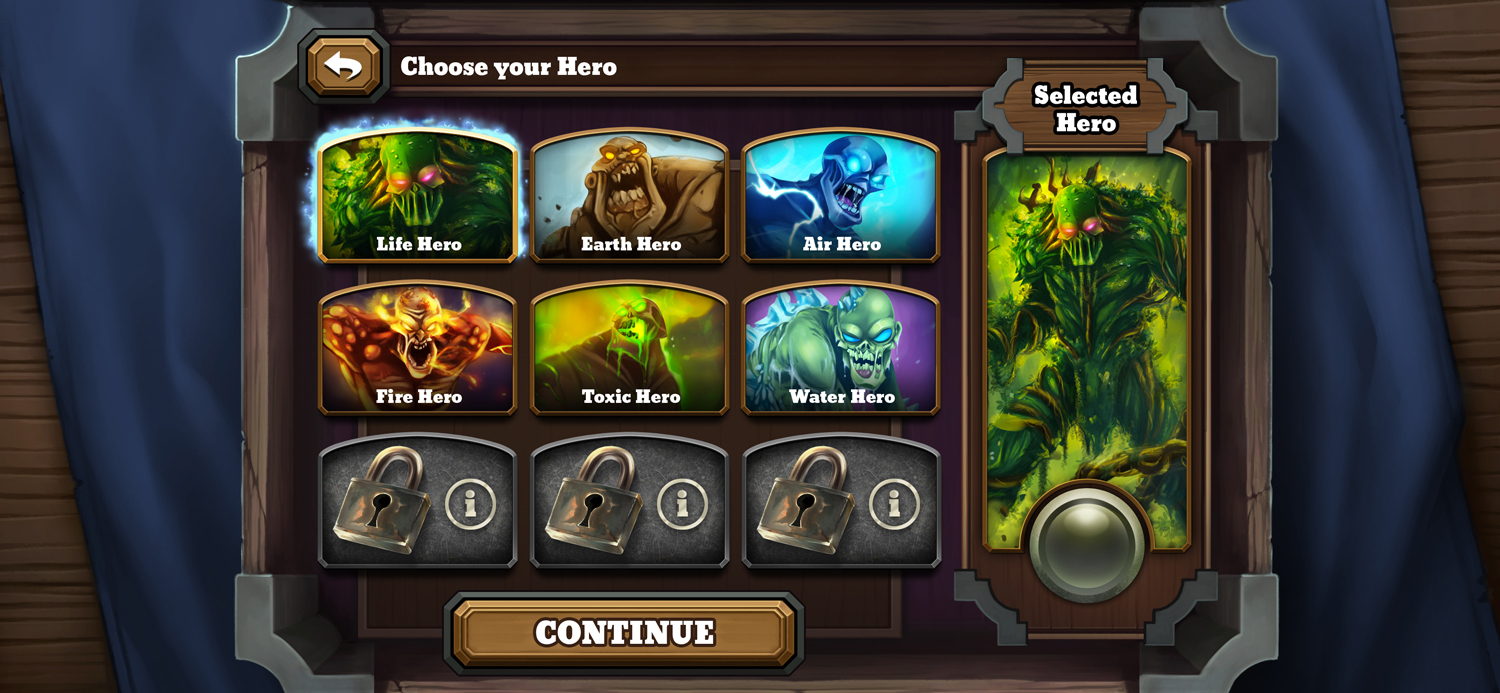 Choose your Hero
Selected
Hero
Life Hero
Earth Hero
Air Hero
Fire Hero
Toxic Hero
Water Hero
i
i
i
CONTINUE